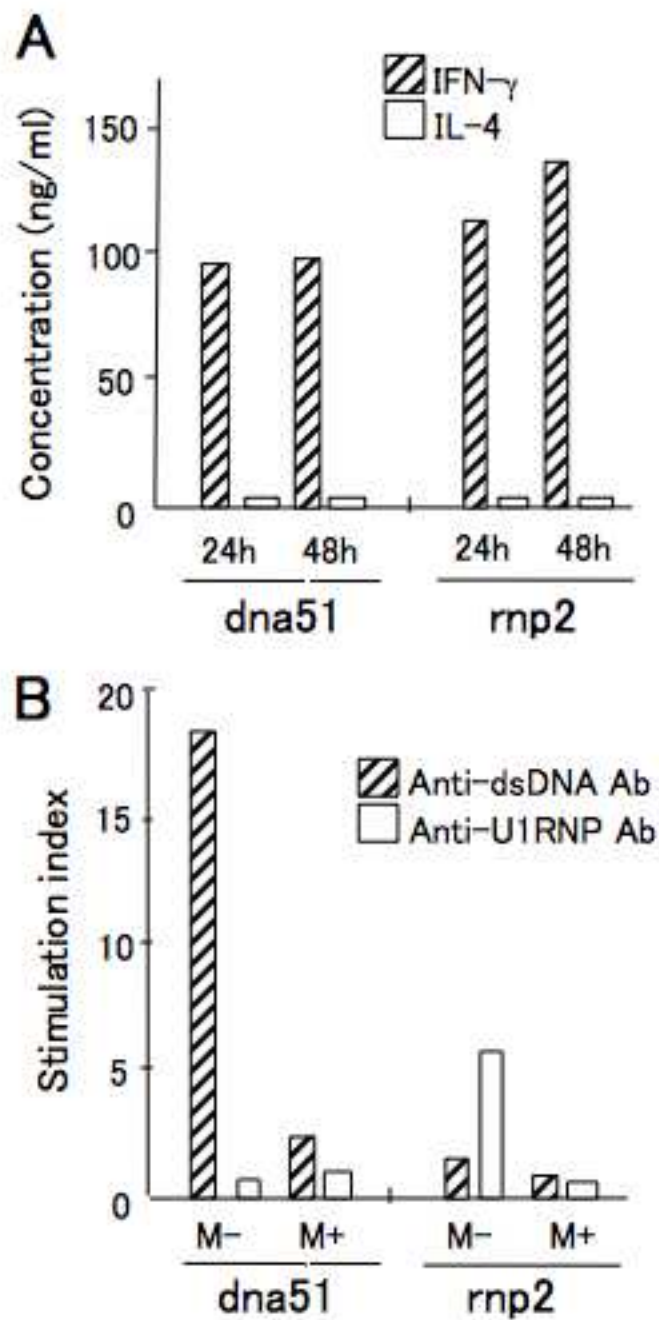 A
IFN-γ
IL-4
Concentration (ng/ml)
150
100
50
0
24h 48h 24h 48h
dna51 rnp2
B
Anti-dsDNA Ab
Anti-U1RNP Ab
Stimulation index
20
15
10
5
0
M- M+ M- M+
dna51 rnp2